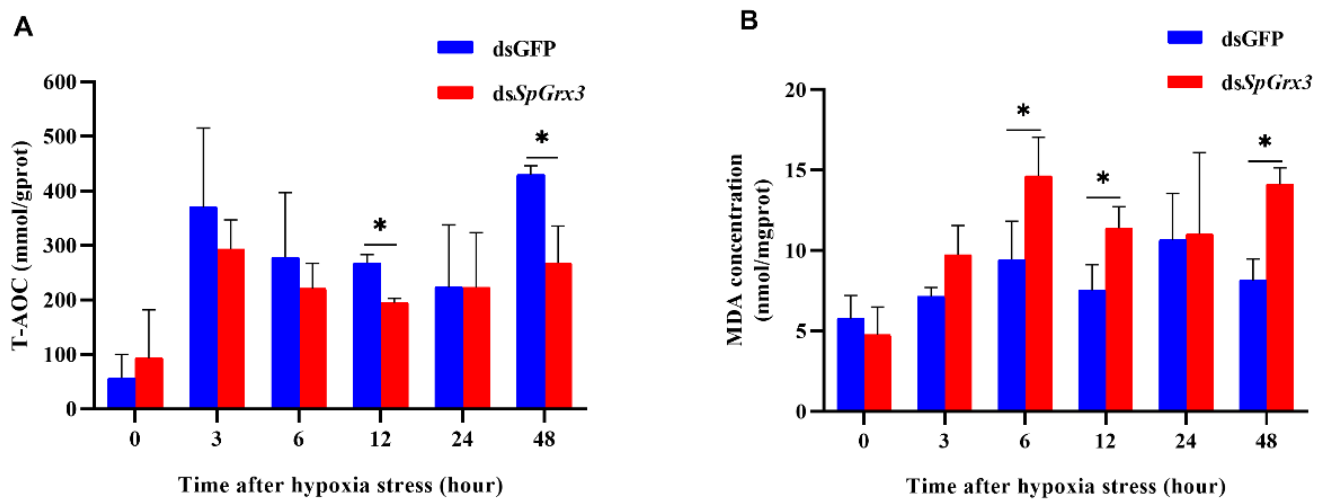 A
dsGFP
dsSpGrx3
T-AOC (mmol/gprot)
600
500
400
300
200
100
0
*
*
0 3 6 12 24 48
Time after hypoxia stress (hour)
B
dsGFP
dsSpGrx3
MDA concentration
(nmol/mgprot)
20
15
10
5
0
*
*
*
0 3 6 12 24 48
Time after hypoxia stress (hour)